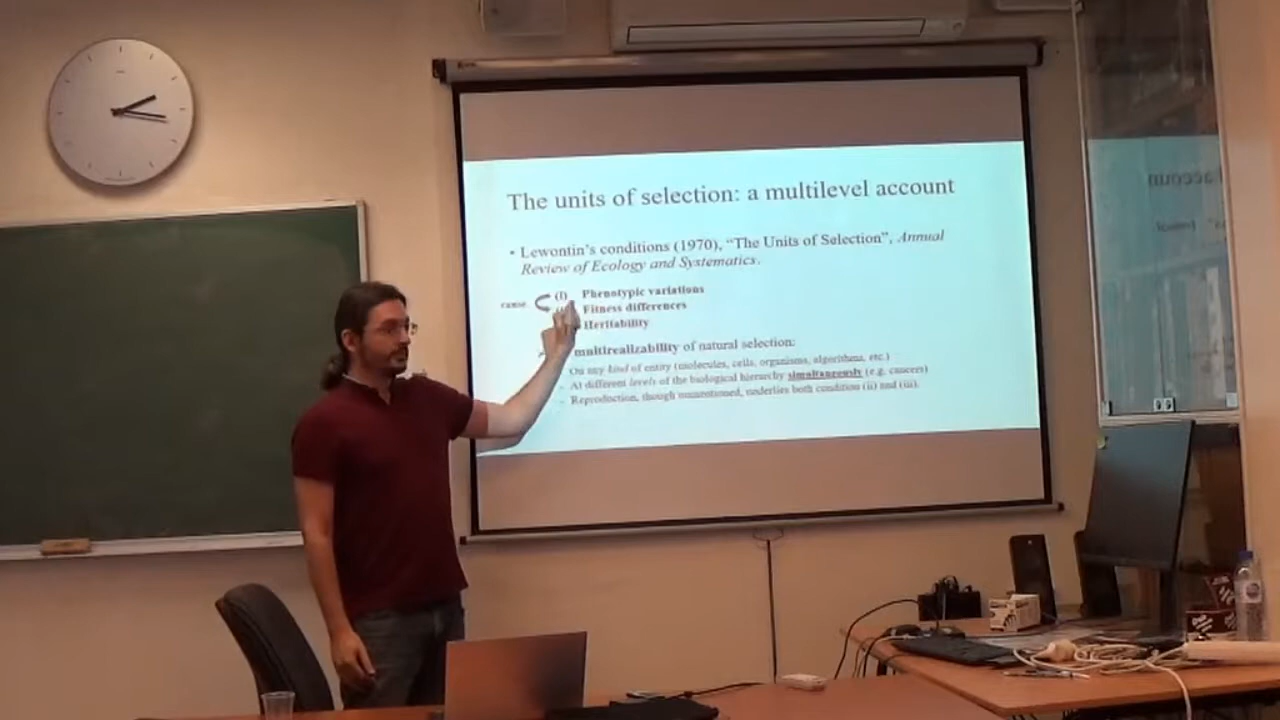 The units of selection: a multilevel account
• Lewontin's conditions (1970), "The Units of Selection", Annual
Review of Ecology and Systematics.
cause (i) Phenotypic variations
Fitness differences
Heritability
multirealizability of natural selection:
On any kind of entity (molecules, cells, organisms, algorithms, etc.)
- At different levels of the biological hierarchy simultaneously (e.g. cancers)
- Reproduction, though unmentioned, underlies both condition (ii) and (iii).